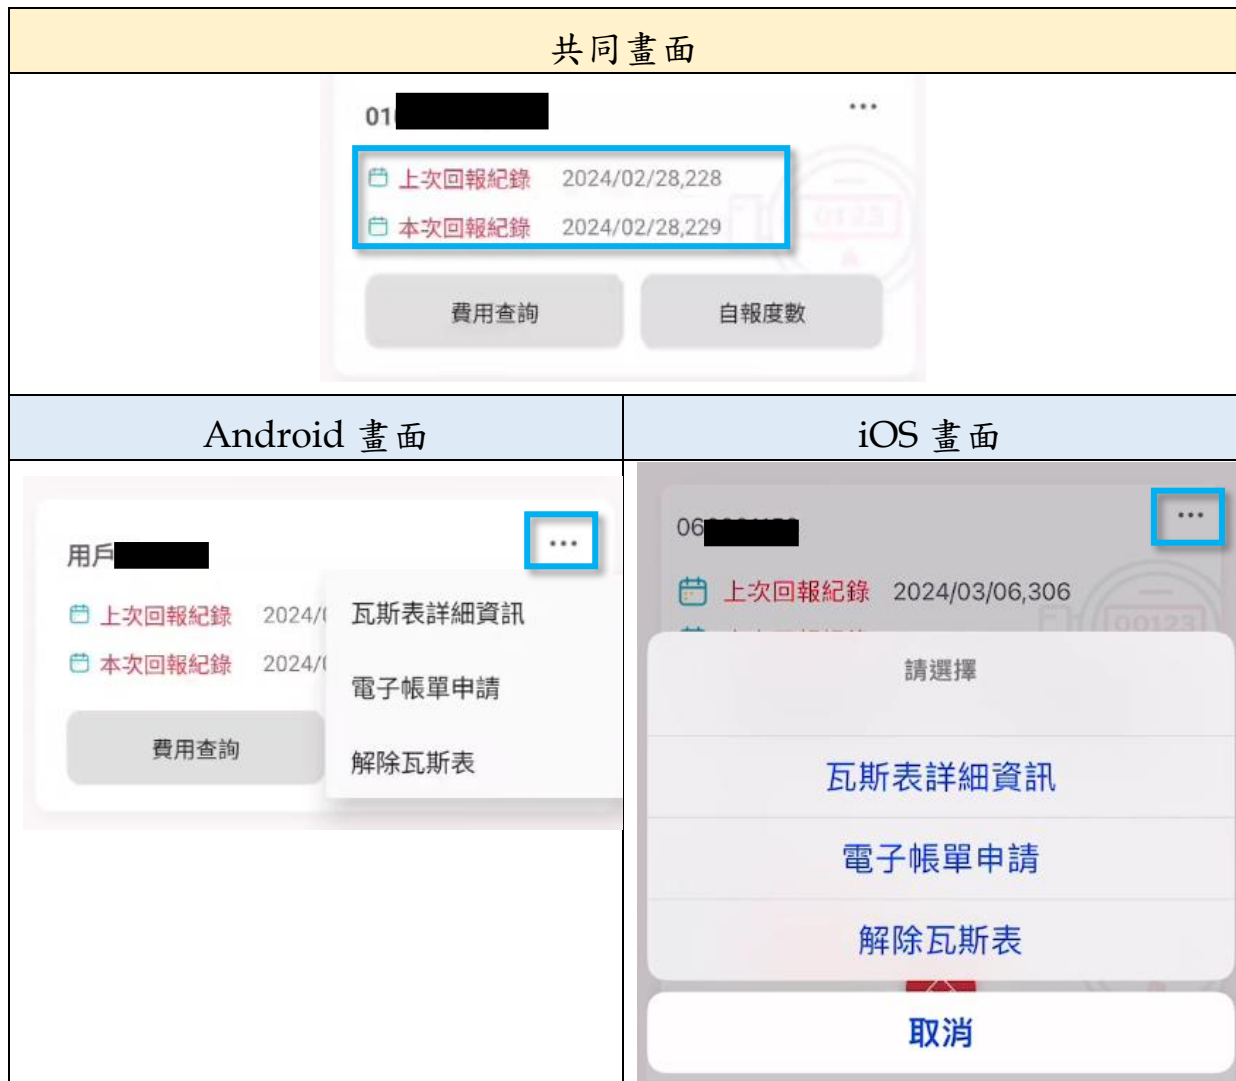 共同畫面
01
...
上次回報紀錄 2024/02/28,228
本次回報紀錄 2024/02/28,229
0123
費用查詢 自報度數
Android 畫面
用戶
...
上次回報紀錄 2024/0
本次回報紀錄 2024/0
費用查詢
瓦斯表詳細資訊
電子帳單申請
解除瓦斯表
iOS 畫面
06
...
上次回報紀錄 2024/03/06,306
00123
請選擇
瓦斯表詳細資訊
電子帳單申請
解除瓦斯表
取消